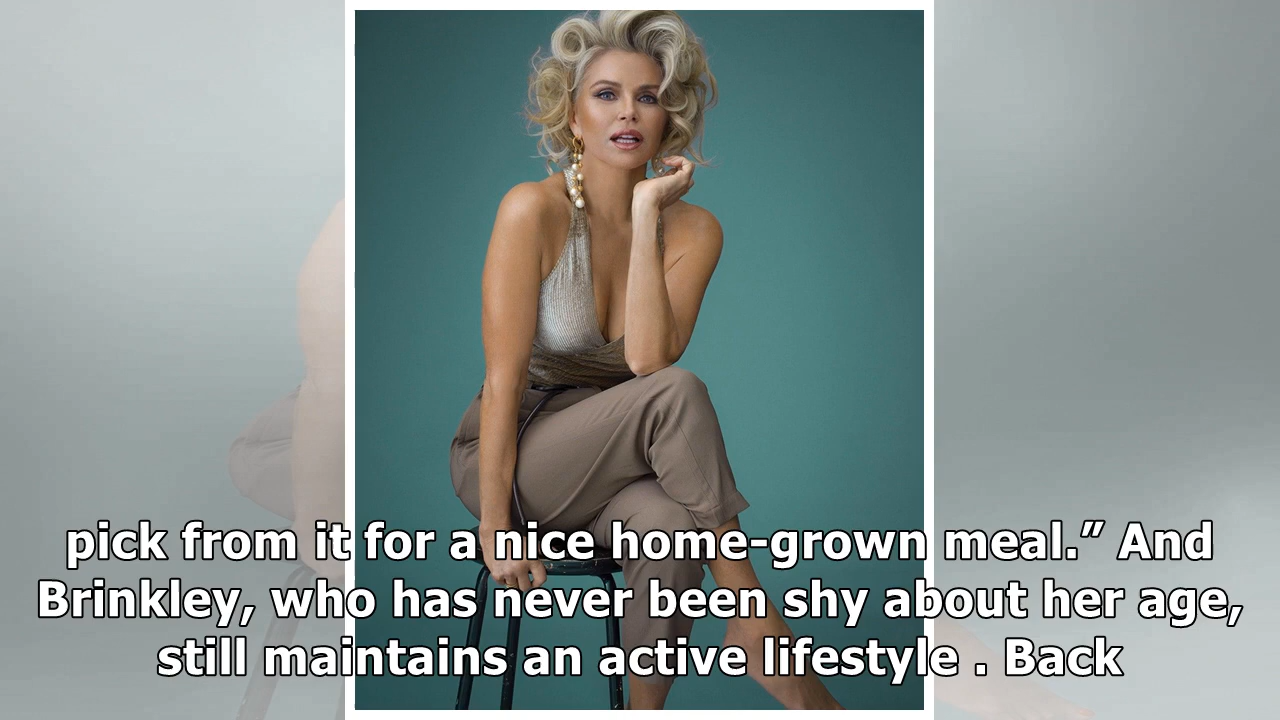 pick from it for a nice home-grown meal.” And
Brinkley, who has never been shy about her age,
still maintains an active lifestyle . Back